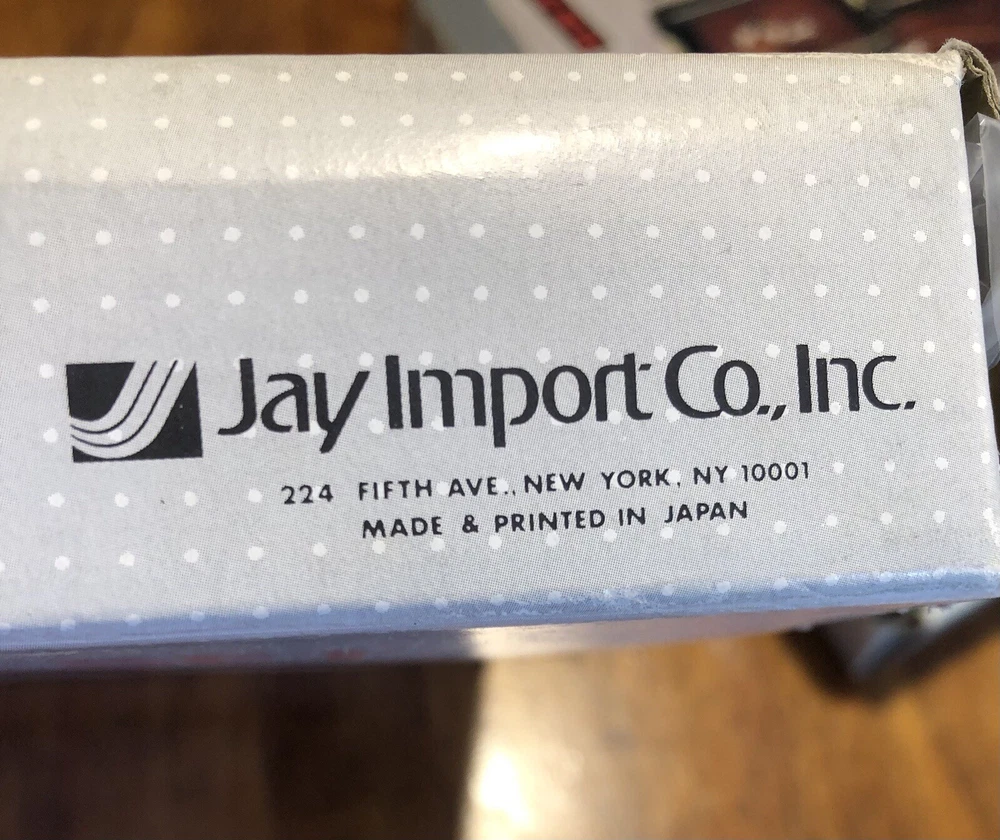 Jay Import Co., Inc.
224 FIFTH AVE., NEW YORK, NY 10001
MADE & PRINTED IN JAPAN